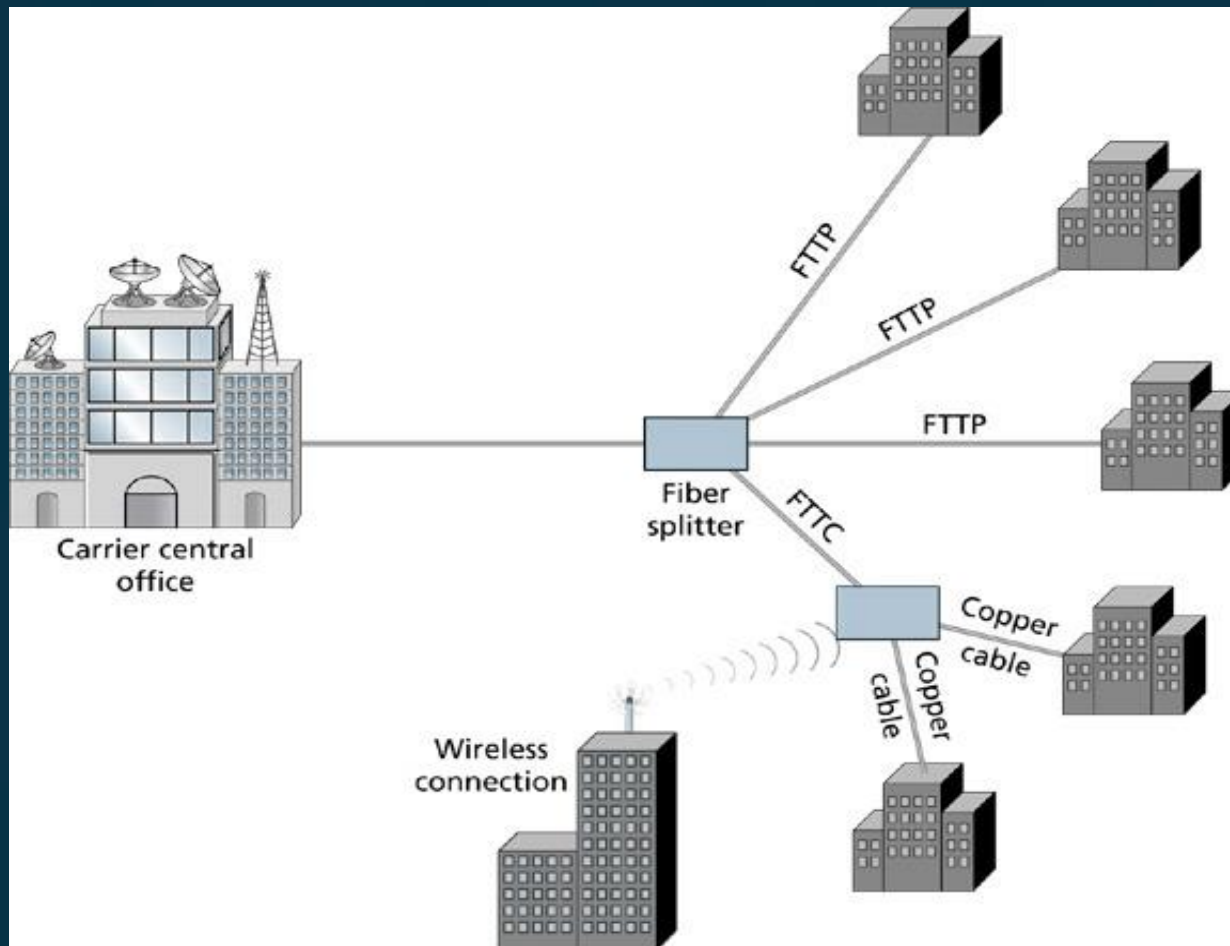 FTTP
FTTP
FTTP
Fiber
splitter
FTTC
Carrier central
office
Copper
cable
Copper
cable
Wireless
connection